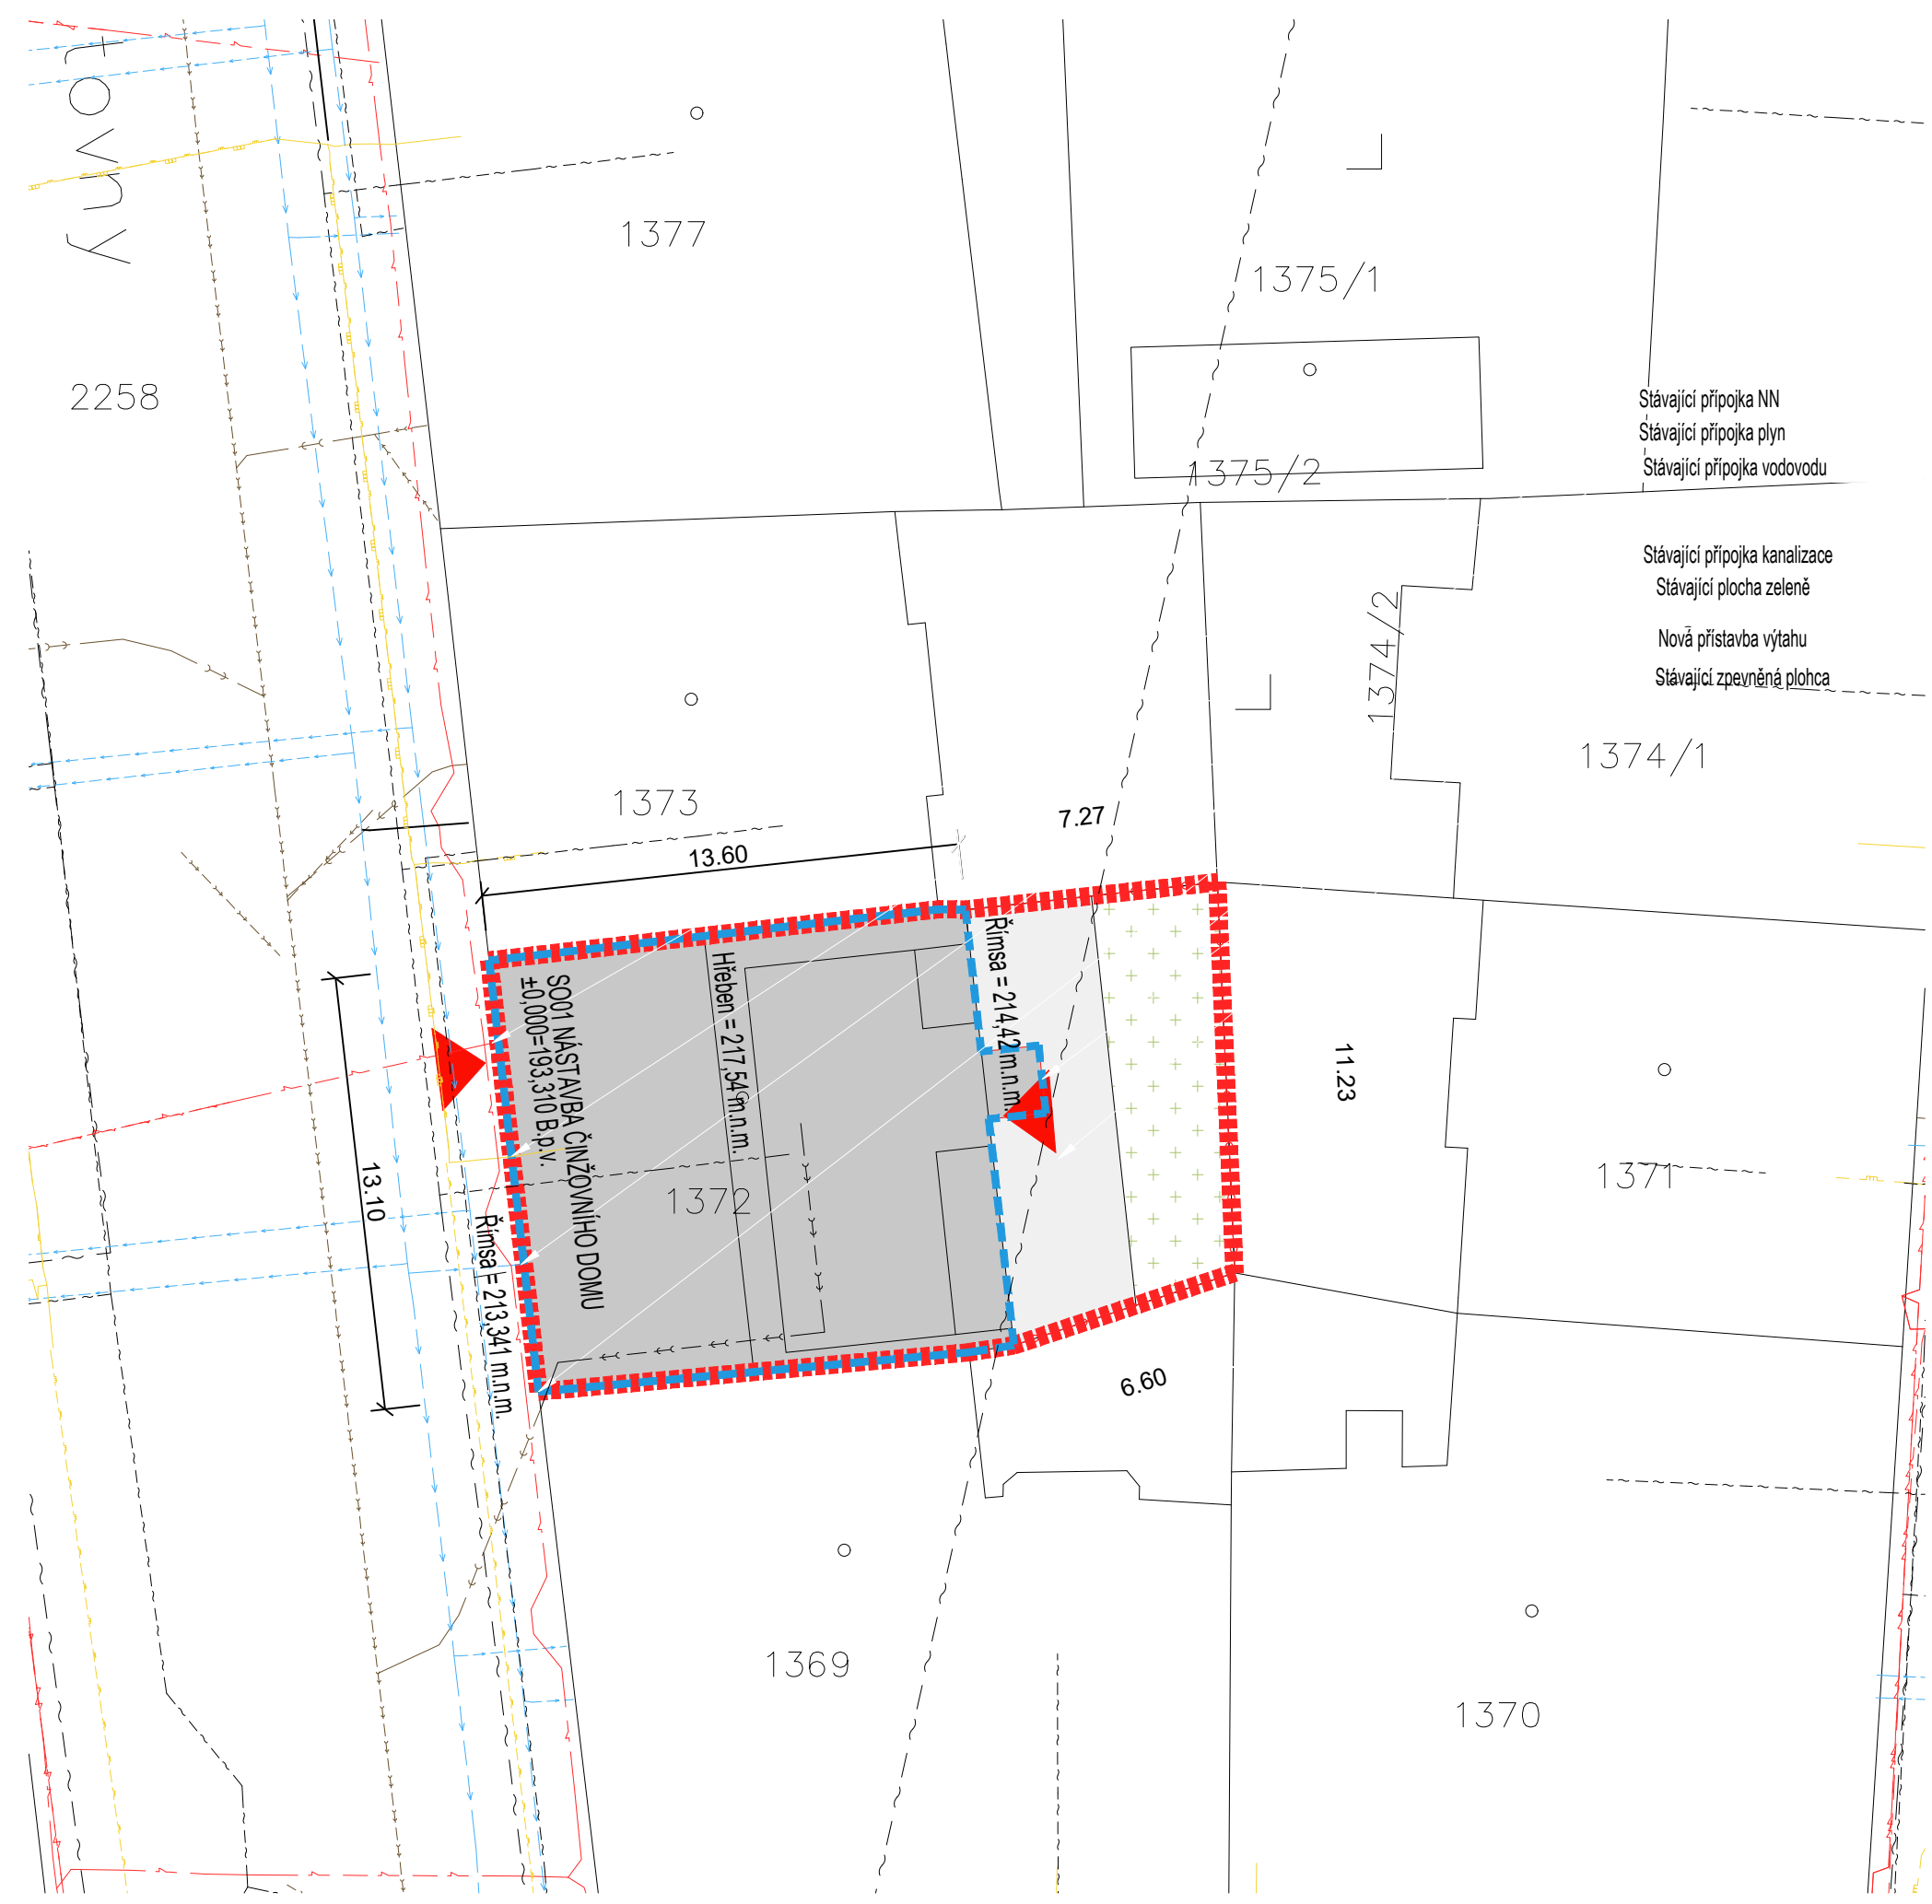 tovny
1377
1375/1
2258
1375/2
Stávající přípojka NN
Stávající přípojka plyn
Stávající přípojka vodovodu
Stávající přípojka kanalizace
Stávající plocha zeleně
Nová přístavba výtahu
Stávající zpevněná plohca
1374/2
1374/1
1373
7.27
13.60
Římsa = 214,42 m.n.m.
Hřeben = 217,54 m.n.m.
SO01 NÁSTAVBA ČINŽOVNÍHO DOMU
±0,000=193,310 B.p.v.
11.23
13.10
1372
1371
Římsa = 213,341 m.n.m.
6.60
1369
1370